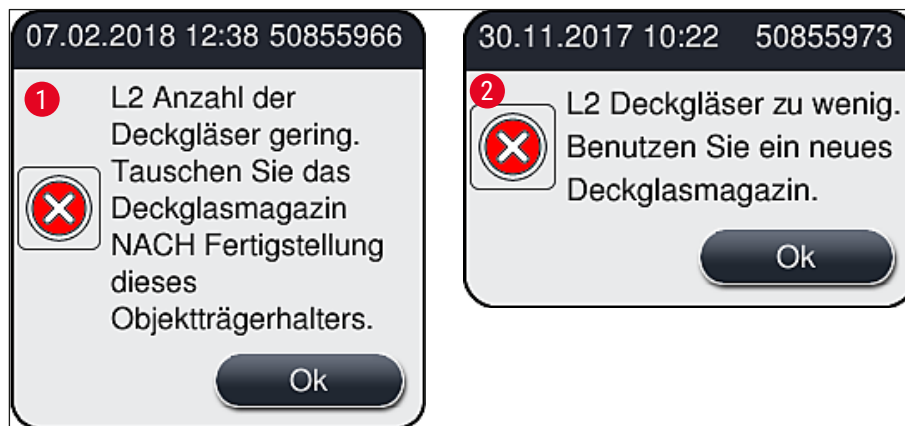 07.02.2018 12:38 50855966
1
L2 Anzahl der
Deckgläser gering.
Tauschen Sie das
Deckglasmagazin
NACH Fertigstellung
dieses
Objektträgerhalters.
Ok
30.11.2017 10:22 50855973
2
L2 Deckgläser zu wenig.
Benutzen Sie ein neues
Deckglasmagazin.
Ok